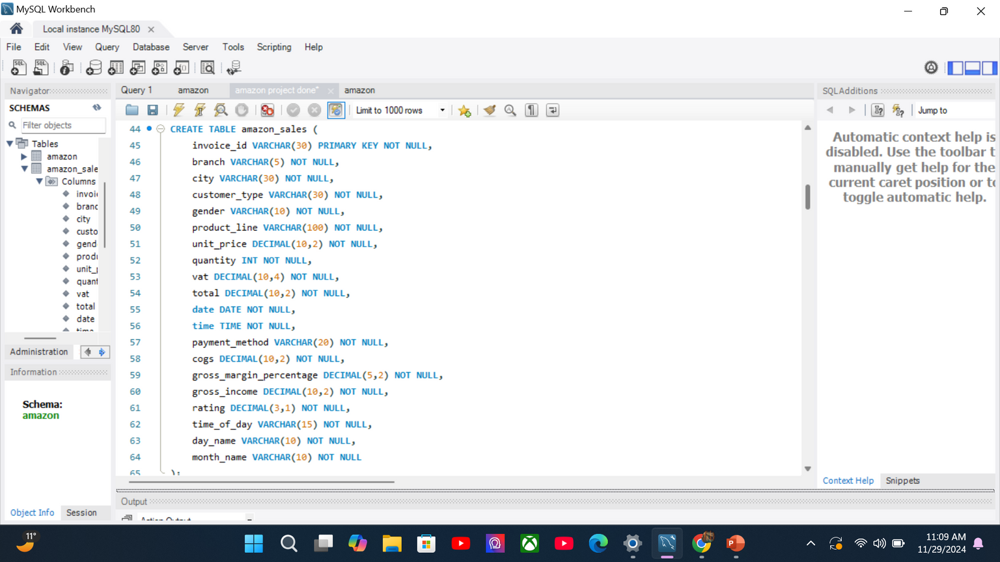 MySQL Workbench
Local instance MySQL80
File Edit View Query Database Server Tools Scripting Help
Navigator
Query 1 amazon amazon project done* amazon
SQLAdditions
SCHEMAS
Limit to 1000 rows
Jump to
Filter objects
Tables
amazon
amazon_sale
Columns
invoi
branc
city
custo
gend
produ
unit_p
quant
vat
total
date
time
44 CREATE TABLE amazon_sales (
45 invoice_id VARCHAR(30) PRIMARY KEY NOT NULL,
46 branch VARCHAR(5) NOT NULL,
47 city VARCHAR(30) NOT NULL,
48 customer_type VARCHAR(30) NOT NULL,
49 gender VARCHAR(10) NOT NULL,
50 product_line VARCHAR(100) NOT NULL,
51 unit_price DECIMAL(10,2) NOT NULL,
52 quantity INT NOT NULL,
53 vat DECIMAL(10,4) NOT NULL,
54 total DECIMAL(10,2) NOT NULL,
55 date DATE NOT NULL,
56 time TIME NOT NULL,
57 payment_method VARCHAR(20) NOT NULL,
58 cogs DECIMAL(10,2) NOT NULL,
59 gross_margin_percentage DECIMAL(5,2) NOT NULL,
60 gross_income DECIMAL(10,2) NOT NULL,
61 rating DECIMAL(3,1) NOT NULL,
62 time_of_day VARCHAR(15) NOT NULL,
63 day_name VARCHAR(10) NOT NULL,
64 month_name VARCHAR(10) NOT NULL
65 );
Automatic context help is
disabled. Use the toolbar t
manually get help for the
current caret position or to
toggle automatic help.
Administration
Information
Schema:
amazon
Object Info Session
Context Help Snippets
Output
Action Output
11°
11:09 AM
11/29/2024